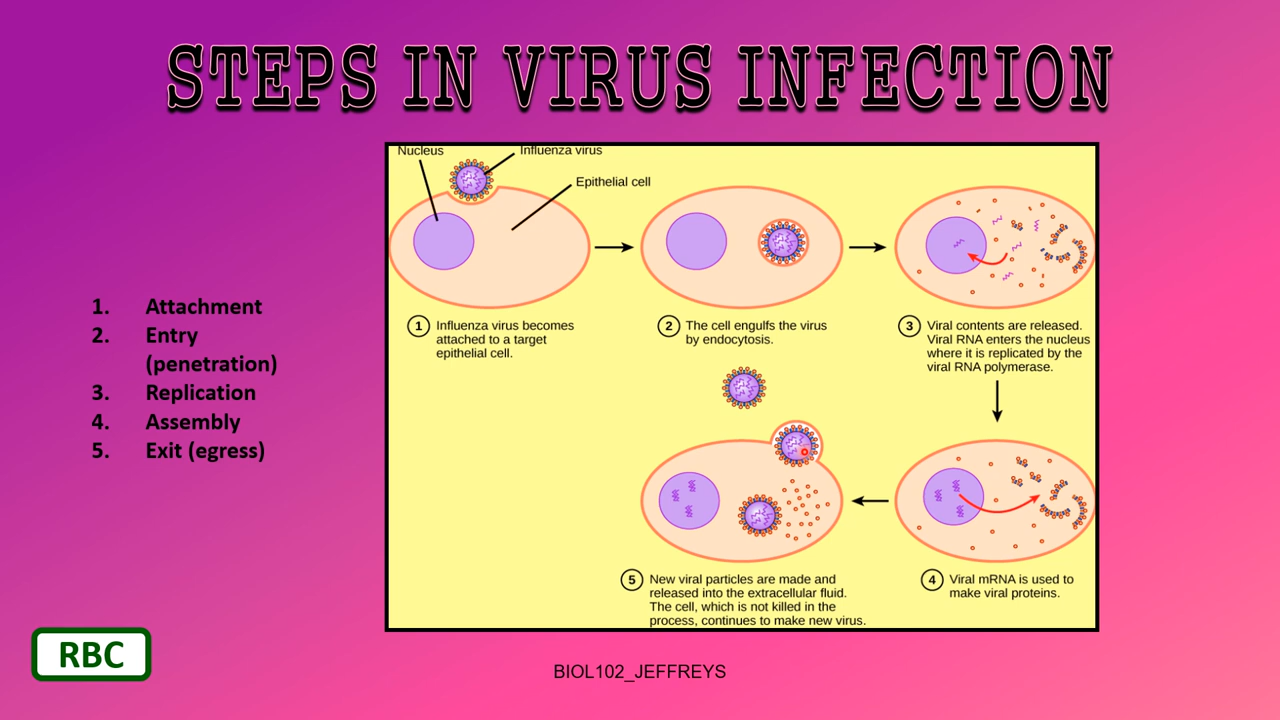 STEPS IN VIRUS INFECTION
1. Attachment
2. Entry
(penetration)
3. Replication
4. Assembly
5. Exit (egress)
Nucleus
Influenza virus
Epithelial cell
1 Influenza virus becomes
attached to a target
epithelial cell.
2 The cell engulfs the virus
by endocytosis.
3 Viral contents are released.
Viral RNA enters the nucleus
where it is replicated by the
viral RNA polymerase.
5 New viral particles are made and
released into the extracellular fluid.
The cell, which is not killed in the
process, continues to make new virus.
4 Viral mRNA is used to
make viral proteins.
RBC
BIOL102_JEFFREYS